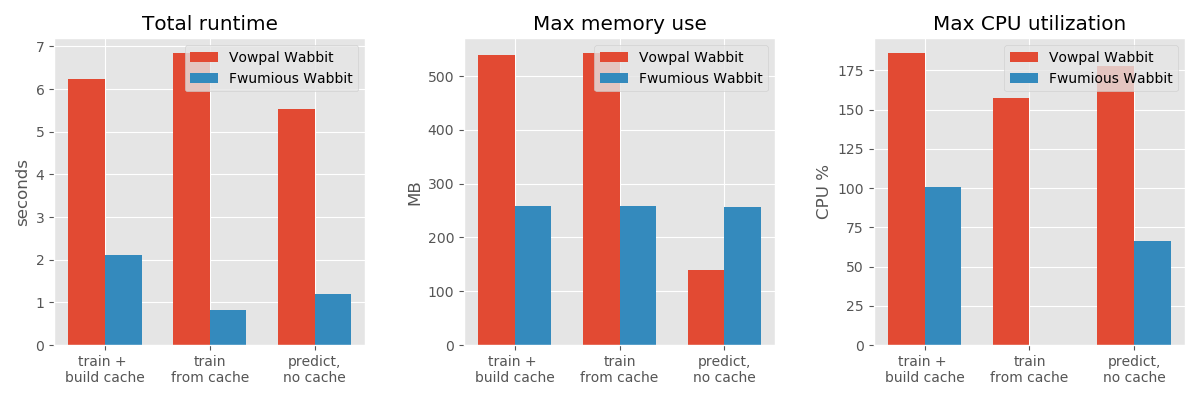 Total runtime
Vowpal Wabbit
Fwumious Wabbit
seconds
7
6
5
4
3
2
1
0
train +
build cache
train
from cache
predict,
no cache
Max memory use
Vowpal Wabbit
Fwumious Wabbit
MB
500
400
300
200
100
0
train +
build cache
train
from cache
predict,
no cache
Max CPU utilization
Vowpal Wabbit
Fwumious Wabbit
CPU %
175
150
125
100
75
50
25
0
train +
build cache
train
from cache
predict,
no cache